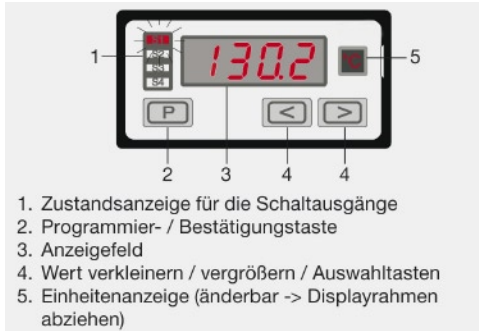 S1
S2
S3
S4
130.2
°C
1
5
P
<
>
2
3
4
4
1. Zustandsanzeige für die Schaltausgänge
2. Programmier- / Bestätigungstaste
3. Anzeigefeld
4. Wert verkleinern / vergrößern / Auswahltasten
5. Einheitenanzeige (änderbar -> Displayrahmen
abziehen)